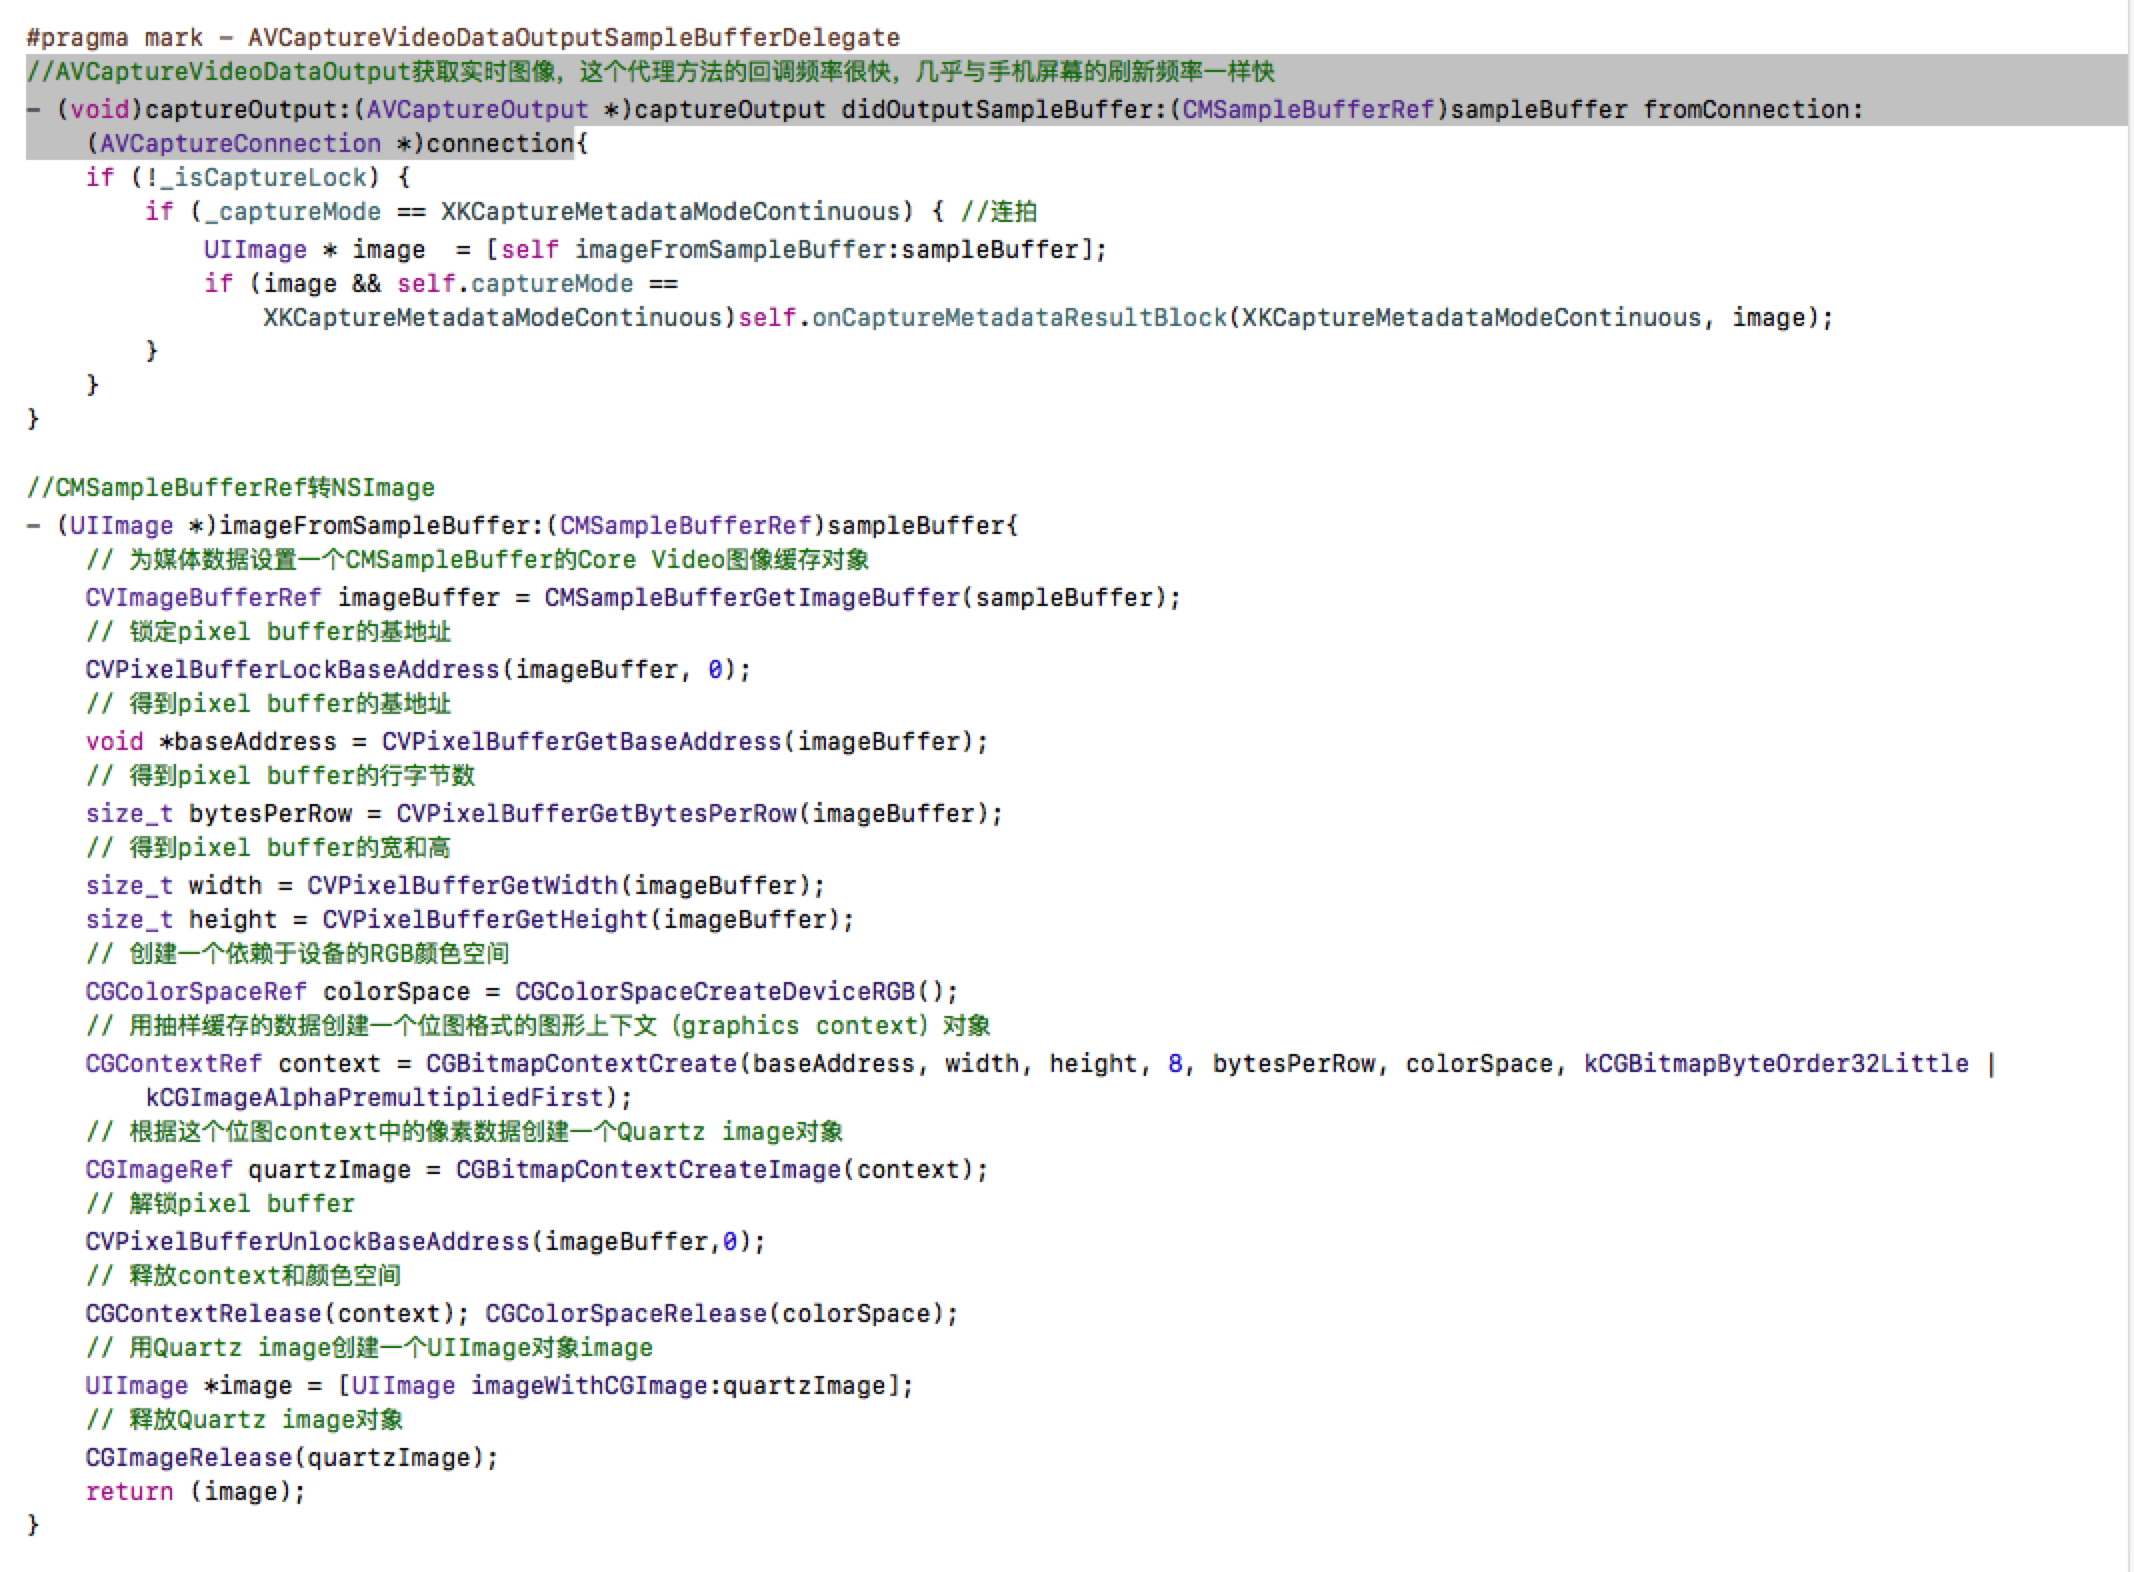 #pragma mark - AVCaptureVideoDataOutputSampleBufferDelegate
//AVCaptureVideoDataOutput获取实时图像，这个代理方法的回调频率很快，几乎与手机屏幕的刷新频率一样快
- (void)captureOutput:(AVCaptureOutput *)captureOutput didOutputSampleBuffer:(CMSampleBufferRef)sampleBuffer fromConnection:
(AVCaptureConnection *)connection{
if (!_isCaptureLock) {
if (_captureMode == XKCaptureMetadataModeContinuous) { //连拍
UIImage * image  = [self imageFromSampleBuffer:sampleBuffer];
if (image && self.captureMode ==
XKCaptureMetadataModeContinuous)self.onCaptureMetadataResultBlock(XKCaptureMetadataModeContinuous, image);
}
}
}
//CMSampleBufferRef转NSImage
- (UIImage *)imageFromSampleBuffer:(CMSampleBufferRef)sampleBuffer{
// 为媒体数据设置一个CMSampleBuffer的Core Video图像缓存对象
CVImageBufferRef imageBuffer = CMSampleBufferGetImageBuffer(sampleBuffer);
// 锁定pixel buffer的基地址
CVPixelBufferLockBaseAddress(imageBuffer, 0);
// 得到pixel buffer的基地址
void *baseAddress = CVPixelBufferGetBaseAddress(imageBuffer);
// 得到pixel buffer的行字节数
size_t bytesPerRow = CVPixelBufferGetBytesPerRow(imageBuffer);
// 得到pixel buffer的宽和高
size_t width = CVPixelBufferGetWidth(imageBuffer);
size_t height = CVPixelBufferGetHeight(imageBuffer);
// 创建一个依赖于设备的RGB颜色空间
CGColorSpaceRef colorSpace = CGColorSpaceCreateDeviceRGB();
// 用抽样缓存的数据创建一个位图格式的图形上下文（graphics context）对象
CGContextRef context = CGBitmapContextCreate(baseAddress, width, height, 8, bytesPerRow, colorSpace, kCGBitmapByteOrder32Little |
kCGImageAlphaPremultipliedFirst);
// 根据这个位图context中的像素数据创建一个Quartz image对象
CGImageRef quartzImage = CGBitmapContextCreateImage(context);
// 解锁pixel buffer
CVPixelBufferUnlockBaseAddress(imageBuffer,0);
// 释放context和颜色空间
CGContextRelease(context); CGColorSpaceRelease(colorSpace);
// 用Quartz image创建一个UIImage对象image
UIImage *image = [UIImage imageWithCGImage:quartzImage];
// 释放Quartz image对象
CGImageRelease(quartzImage);
return (image);
}